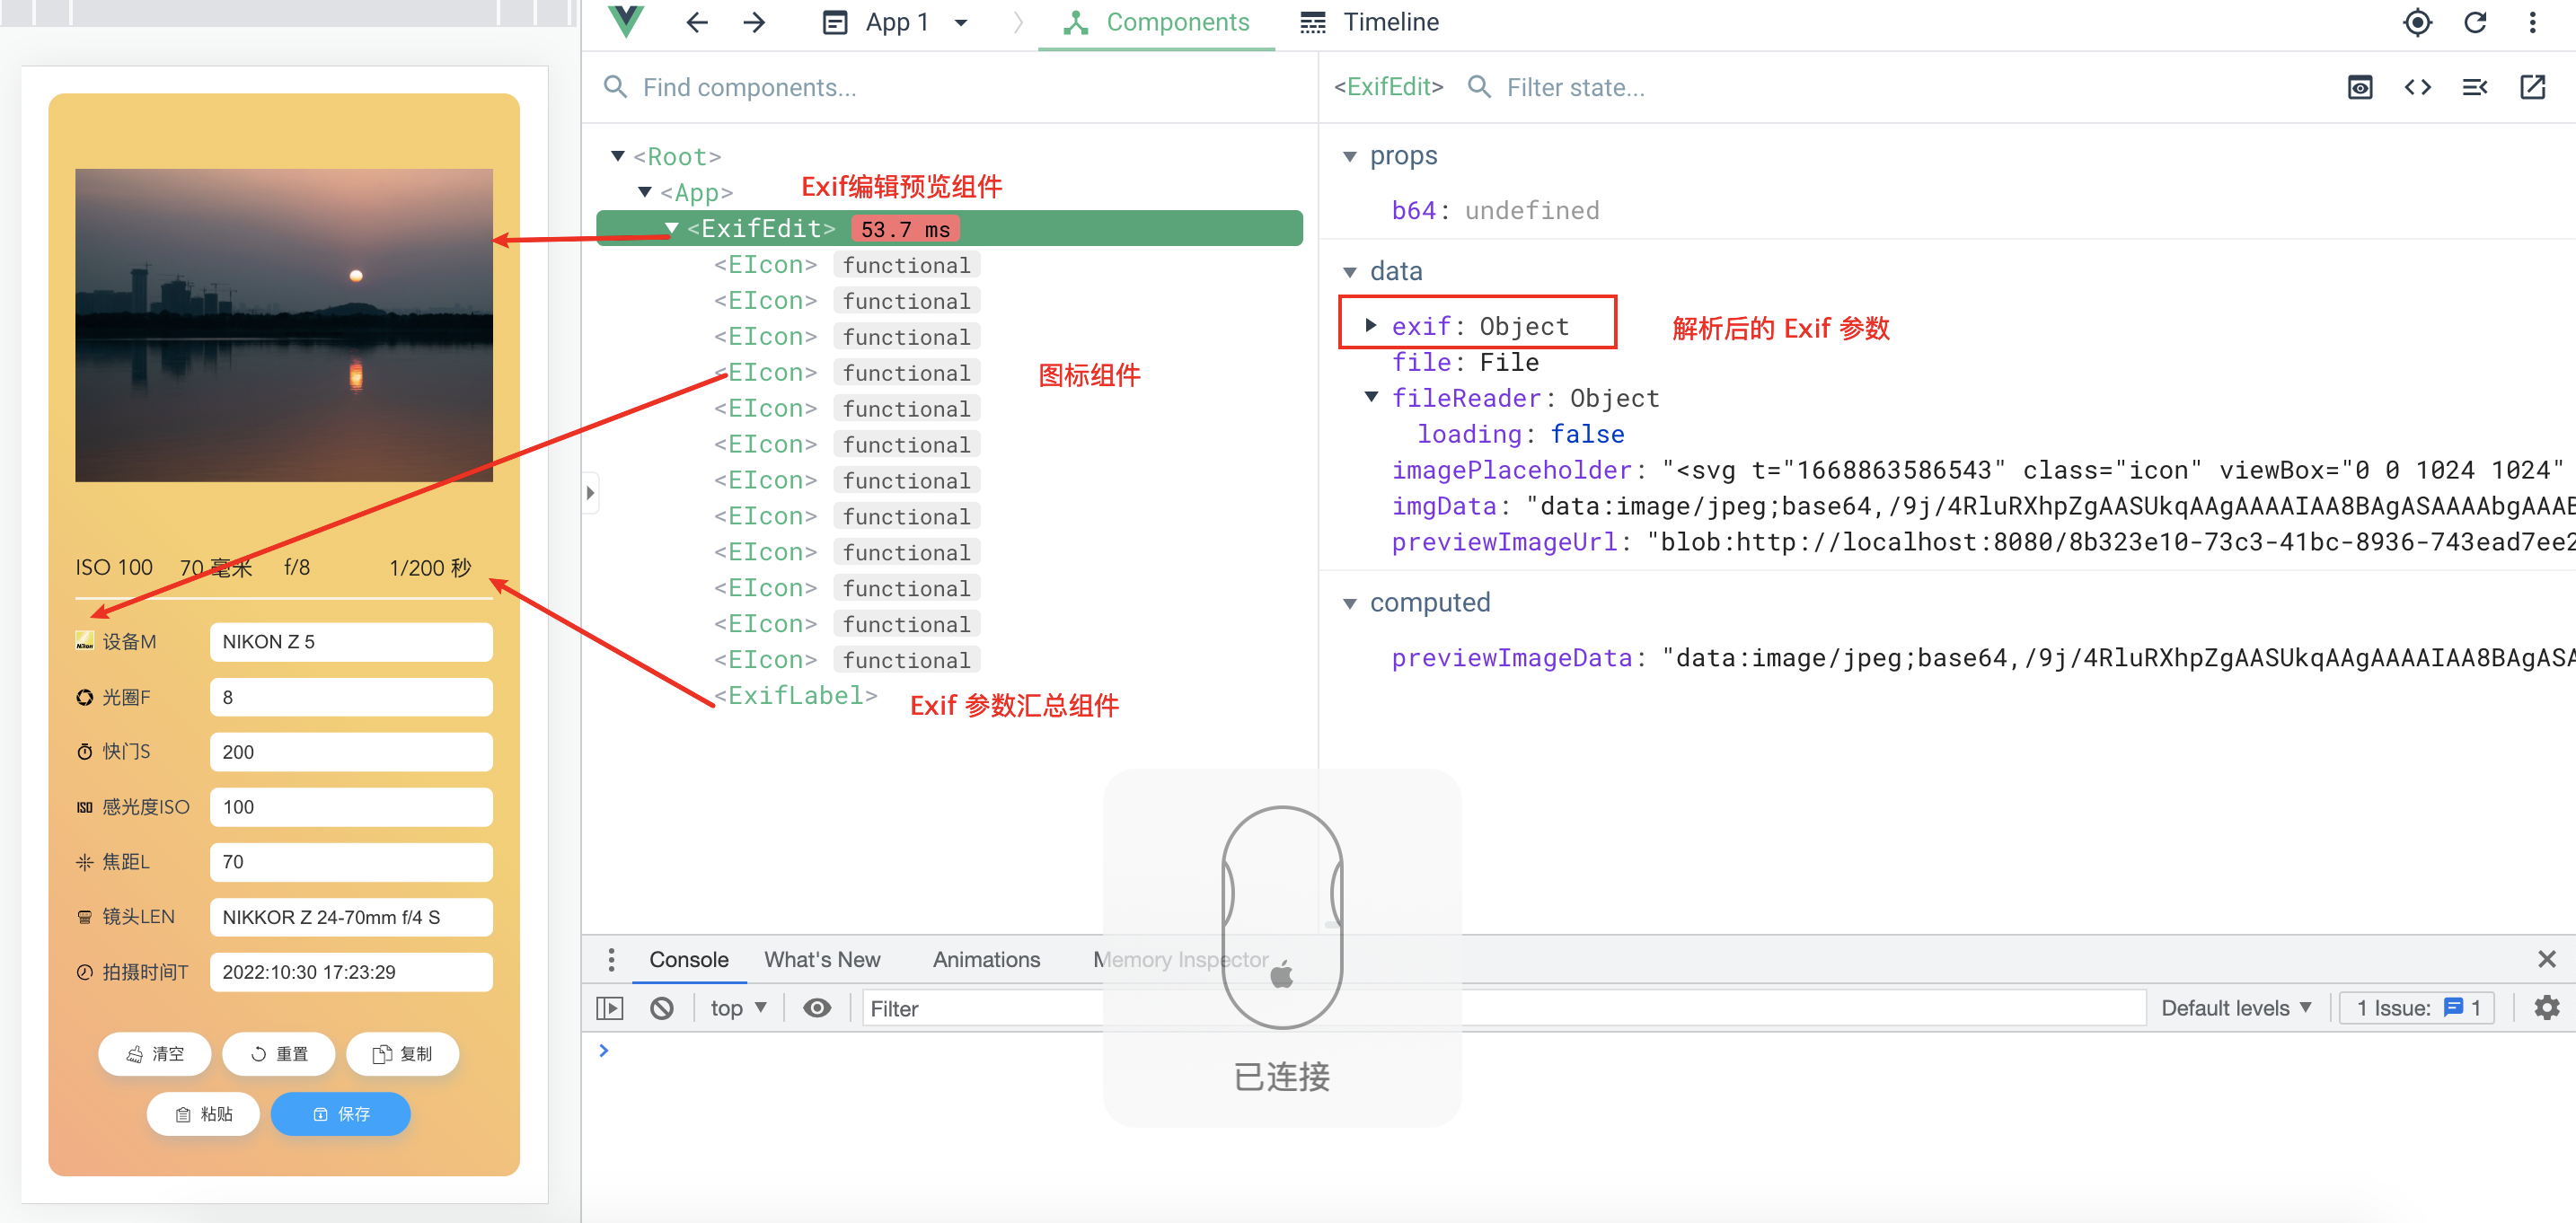 ISO 100 70 毫米 f/8 1/200 秒
设备M NIKON Z 5
光圈F 8
快门S 200
ISO 感光度ISO 100
焦距L 70
镜头LEN NIKKOR Z 24-70mm f/4 S
拍摄时间T 2022:10:30 17:23:29
清空 重置 复制
粘贴 保存
App 1 Components Timeline
Find components...
<Root>
<App>
Exif编辑预览组件
<ExifEdit> 53.7 ms
<EIcon> functional
<EIcon> functional
<EIcon> functional
<EIcon> functional
图标组件
<EIcon> functional
<EIcon> functional
<EIcon> functional
<EIcon> functional
<EIcon> functional
<EIcon> functional
<EIcon> functional
<EIcon> functional
<ExifLabel>
Exif 参数汇总组件
<ExifEdit> Filter state...
props
b64: undefined
data
exif: Object
解析后的 Exif 参数
file: File
fileReader: Object
loading: false
imagePlaceholder: "<svg t="1668863586543" class="icon" viewBox="0 0 1024 1024"
imgData: "data:image/jpeg;base64,/9j/4RluRXhpZgAASUkqAAgAAAAIAA8BAgASAAAAbgAAAB
previewImageUrl: "blob:http://localhost:8080/8b323e10-73c3-41bc-8936-743ead7ee2
computed
previewImageData: "data:image/jpeg;base64,/9j/4RluRXhpZgAASUkqAAgAAAAIAA8BAgASA
Console What's New Animations Memory Inspector
top Filter Default levels 1 Issue: 1
已连接